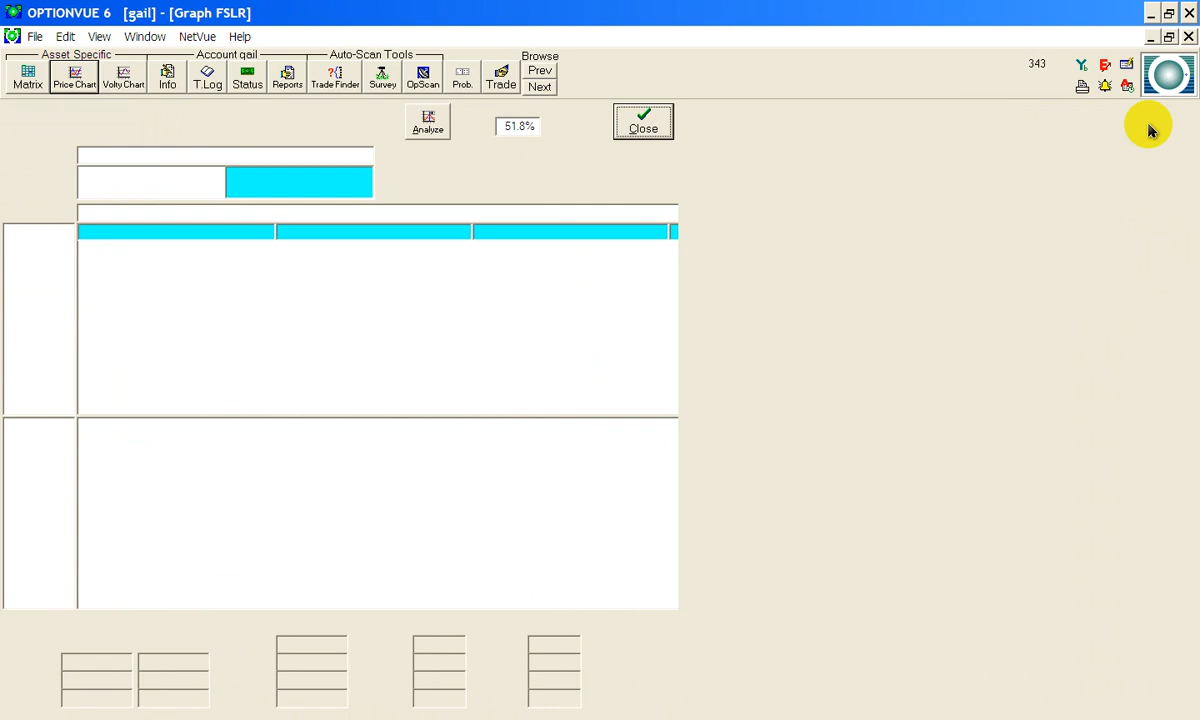 OPTIONVUE 6 [gail] - [Graph FSLR]
File Edit View Window NetVue Help
Asset Specific Account gail Auto-Scan Tools Browse
Matrix Price Chart Volty Chart Info T.Log Status Reports Trade Finder Survey OpScan Prob. Trade Prev
Next
343
Analyze 51.8% Close